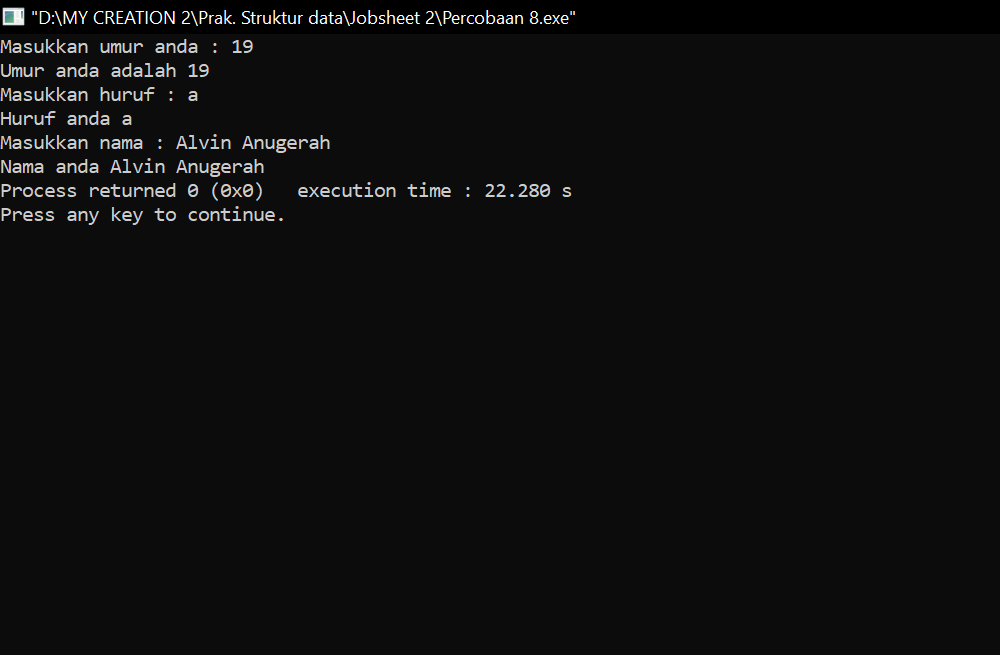 "D:\MY CREATION 2\Prak. Struktur data\Jobsheet 2\Percobaan 8.exe"
Masukkan umur anda : 19
Umur anda adalah 19
Masukkan huruf : a
Huruf anda a
Masukkan nama : Alvin Anugerah
Nama anda Alvin Anugerah
Process returned 0 (0x0)   execution time : 22.280 s
Press any key to continue.